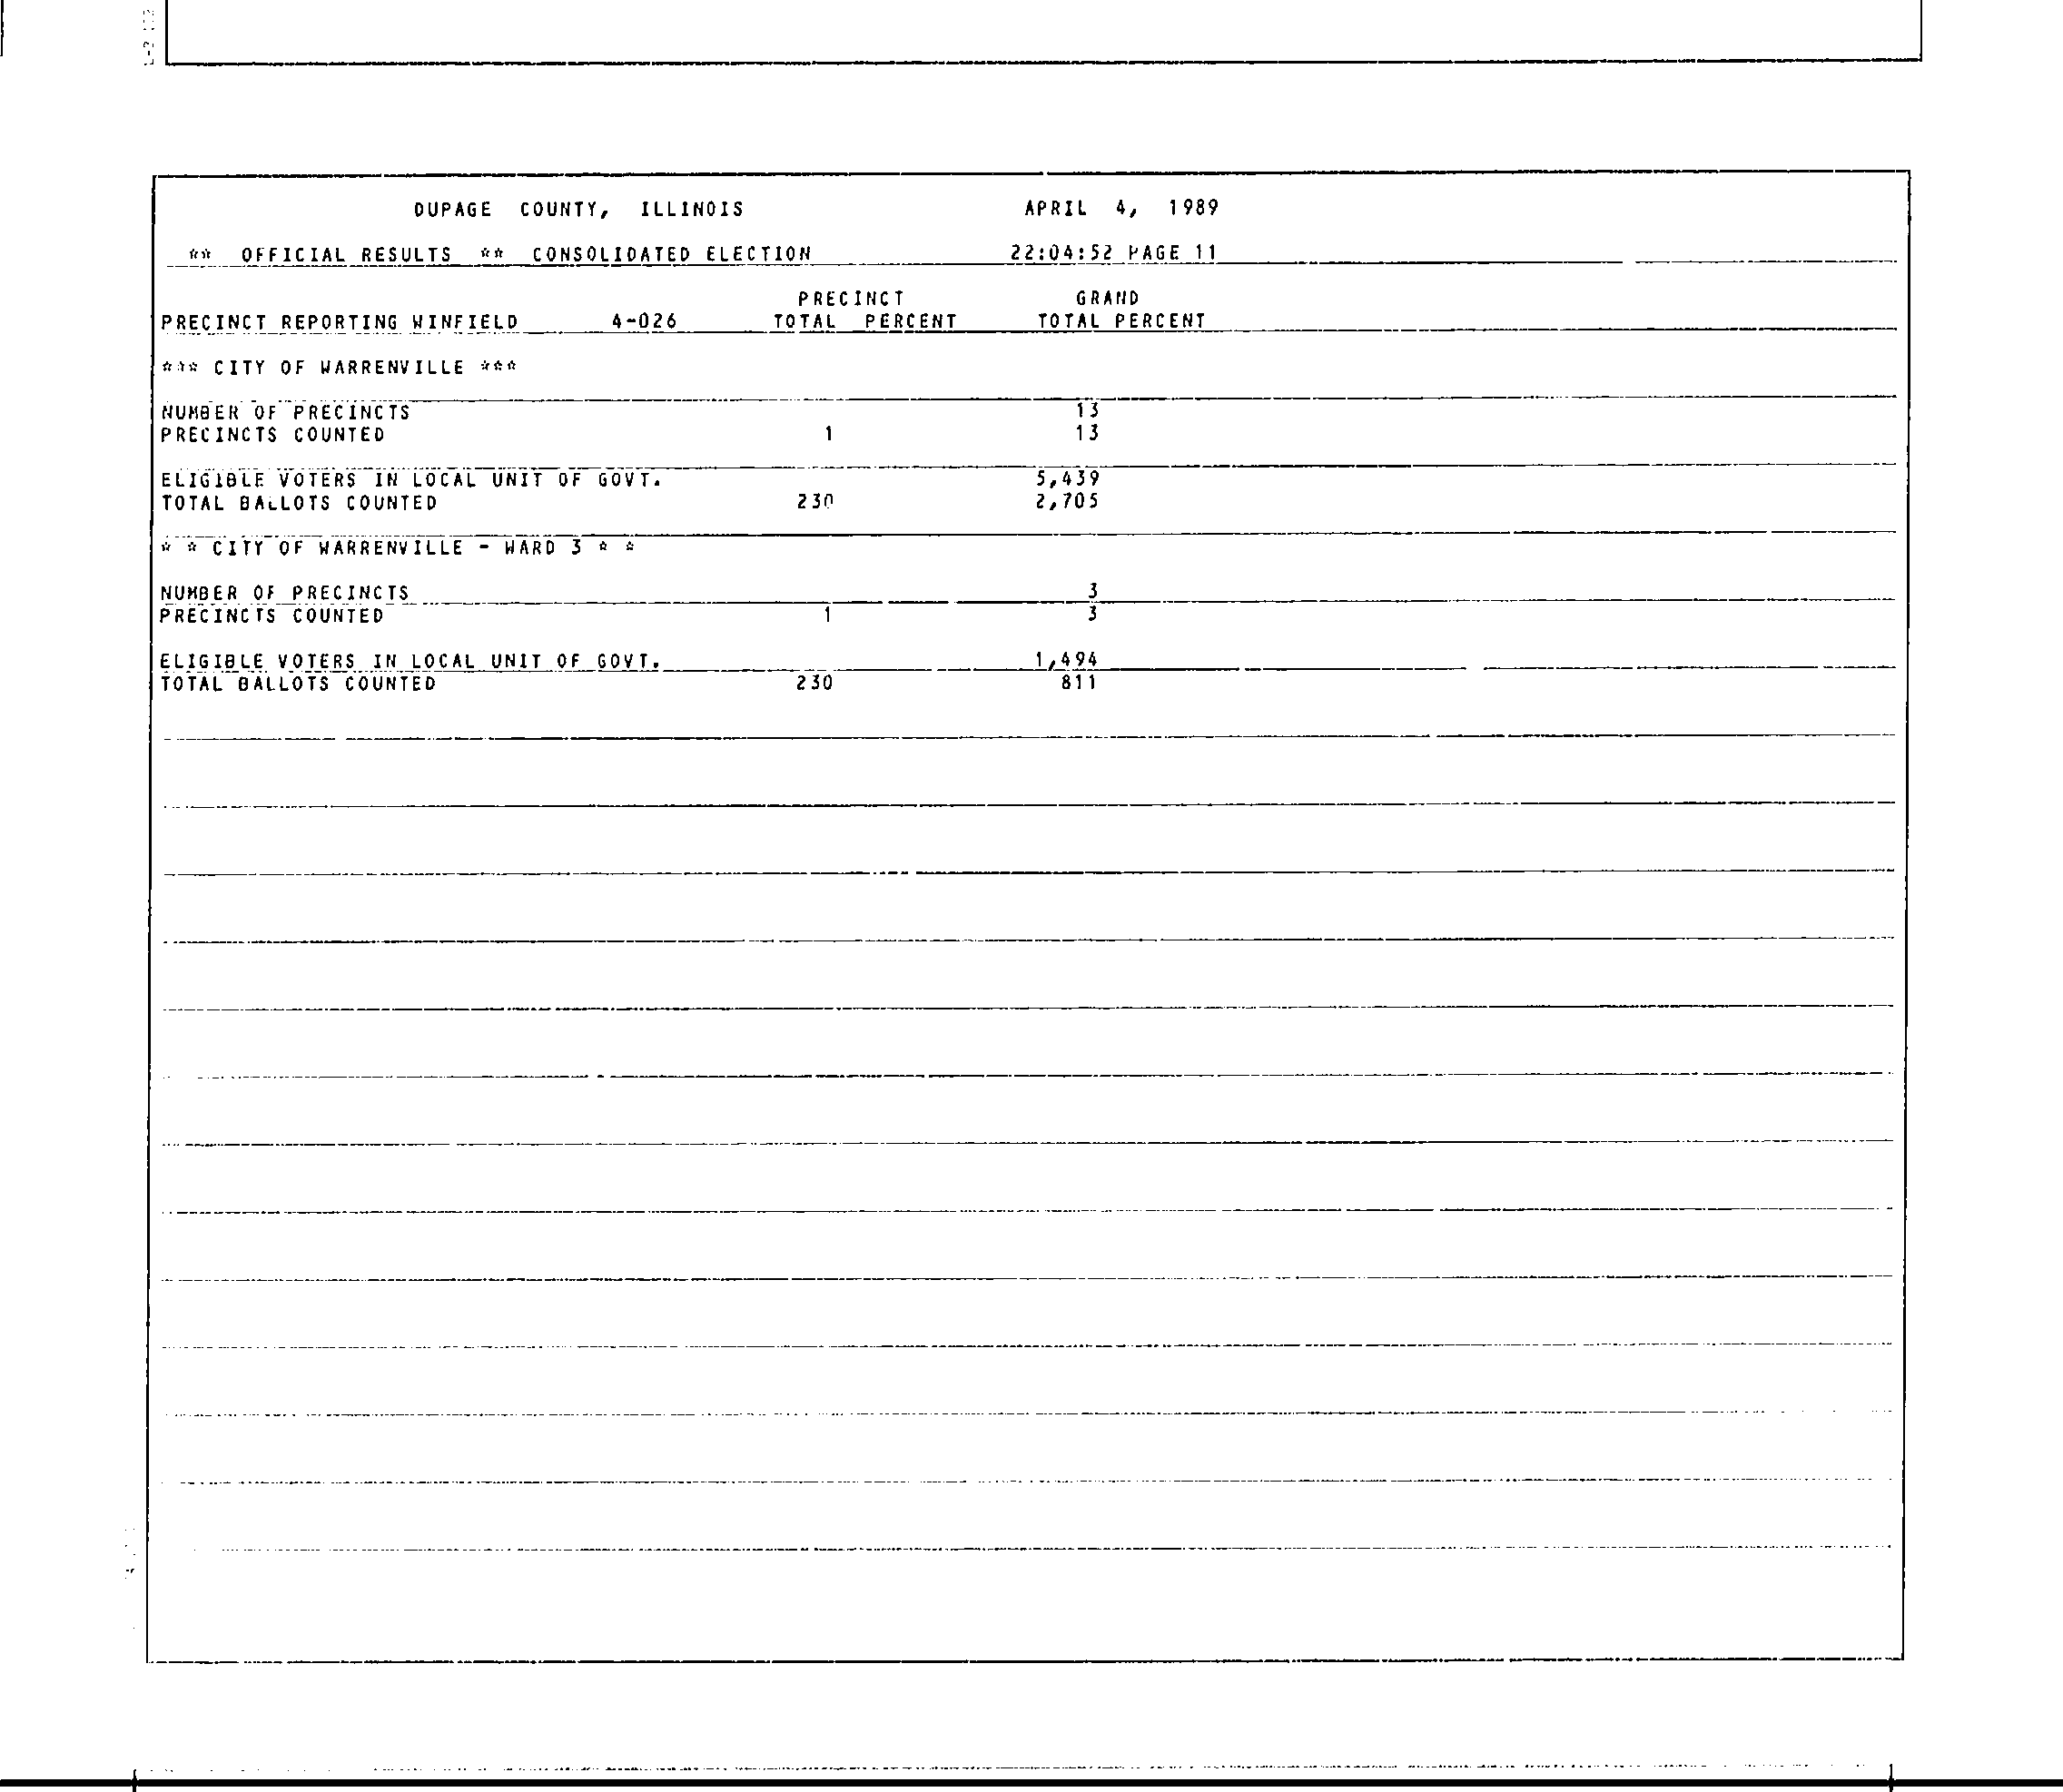 DUPAGE COUNTY, ILLINOIS APRIL 4, 1989
** OFFICIAL RESULTS ** CONSOLIDATED ELECTION 22:04:52 PAGE 11
PRECINCT GRAND
PRECINCT REPORTING WINFIELD 4-026 TOTAL PERCENT TOTAL PERCENT
*** CITY OF WARRENVILLE ***
NUMBER OF PRECINCTS 13
PRECINCTS COUNTED 1 13
ELIGIBLE VOTERS IN LOCAL UNIT OF GOVT. 5,439
TOTAL BALLOTS COUNTED 230 2,705
* * CITY OF WARRENVILLE - WARD 3 * *
NUMBER OF PRECINCTS 3
PRECINCTS COUNTED 1 3
ELIGIBLE VOTERS IN LOCAL UNIT OF GOVT. 1,494
TOTAL BALLOTS COUNTED 230 811